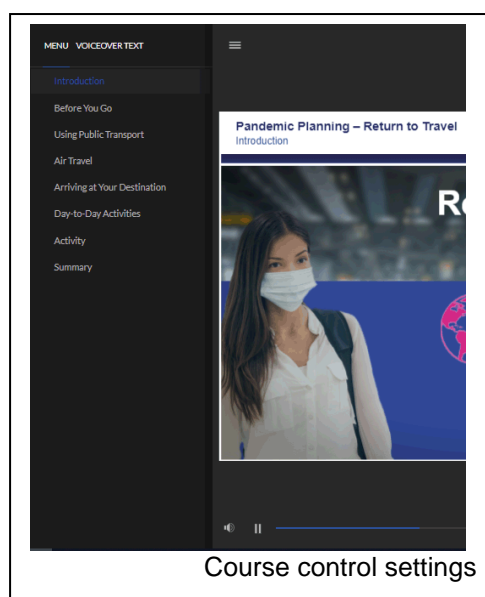 MENU VOICEOVER TEXT
Introduction
Before You Go
Using Public Transport
Air Travel
Arriving at Your Destination
Day-to-Day Activities
Activity
Summary
Pandemic Planning – Return to Travel
Introduction
Re
Course control settings